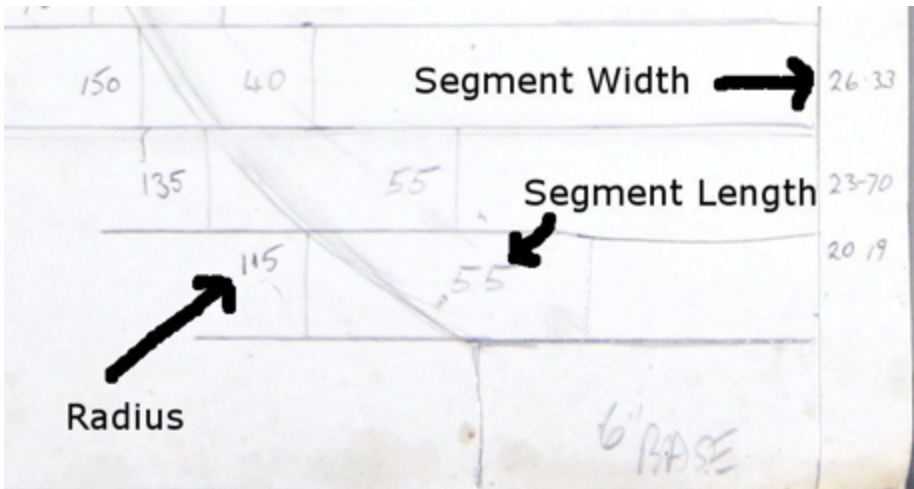 150 40 Segment Width 26.33
135 55 Segment Length 23-70
115 55 20 19
Radius
6" BASE